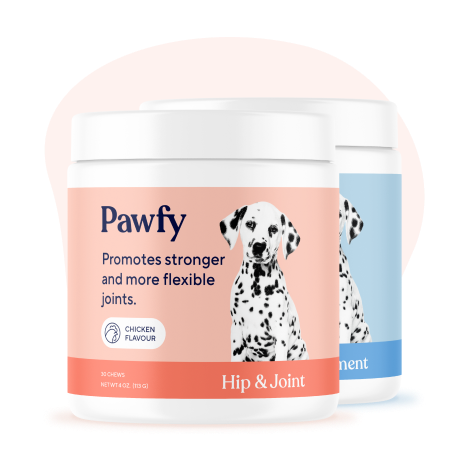 Pawfy
Promotes stronger
and more flexible
joints.
CHICKEN
FLAVOUR
30 CHEWS
NET WT 4 OZ. (113 G)
Hip & Joint
ment